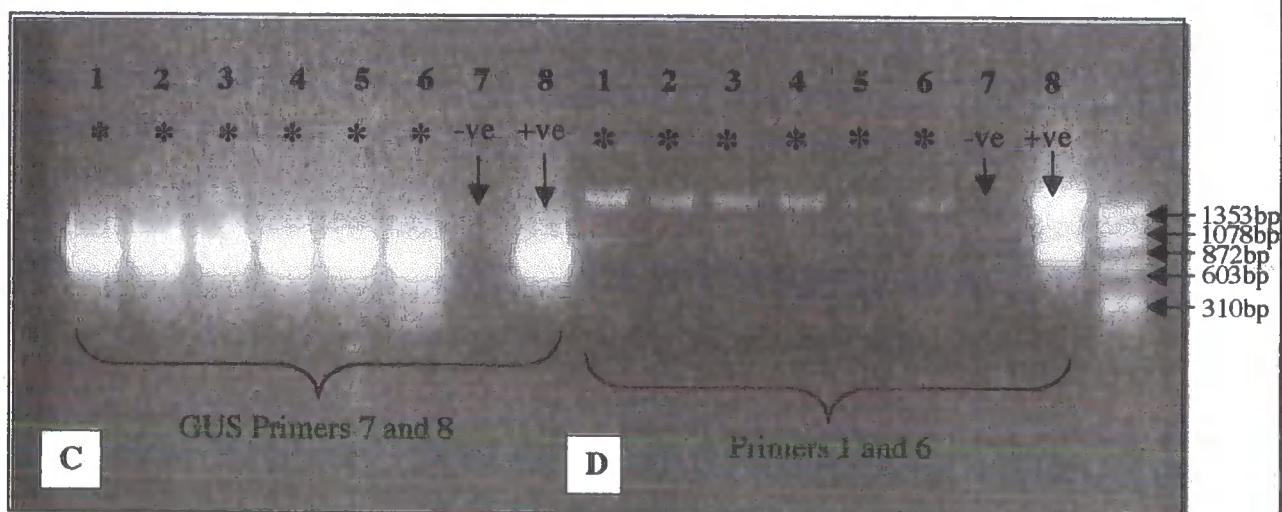 1 2 3 4 5 6 7 8 1 2 3 4 5 6 7 8
* * * * * * -ve +ve * * * * * * -ve +ve
1353bp
1078bp
872bp
603bp
310bp
GUS Primers 7 and 8
Primers 1 and 6
C
D